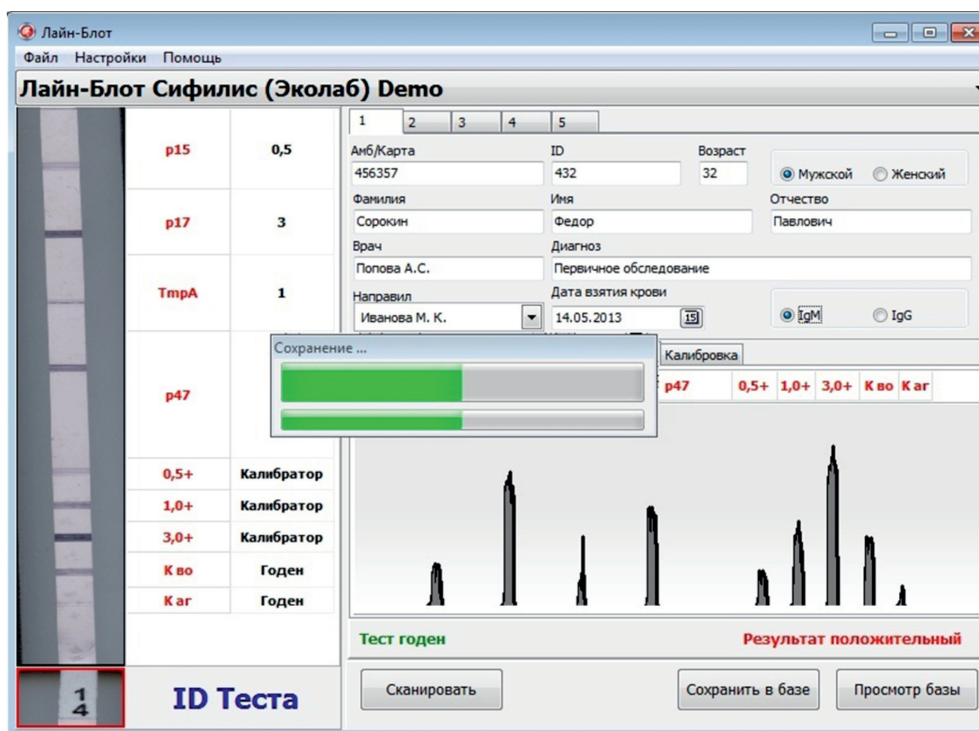 Лайн-Блот
Файл Настройки Помощь
Лайн-Блот Сифилис (Эколаб) Demo
p15 0,5
p17 3
TmpA 1
p47
0,5+ Калибратор
1,0+ Калибратор
3,0+ Калибратор
К во Годен
К аг Годен
1
4
ID Теста
1 2 3 4 5
Амб/Карта ID Возраст
456357 432 32 Мужской Женский
Фамилия Имя Отчество
Сорокин Федор Павлович
Врач Диагноз
Попова А.С. Первичное обследование
Направил Дата взятия крови
Иванова М. К. 14.05.2013 15 IgM IgG
Сохранение ...
Калибровка
p47 0,5+ 1,0+ 3,0+ К во К аг
Тест годен Результат положительный
Сканировать Сохранить в базе Просмотр базы